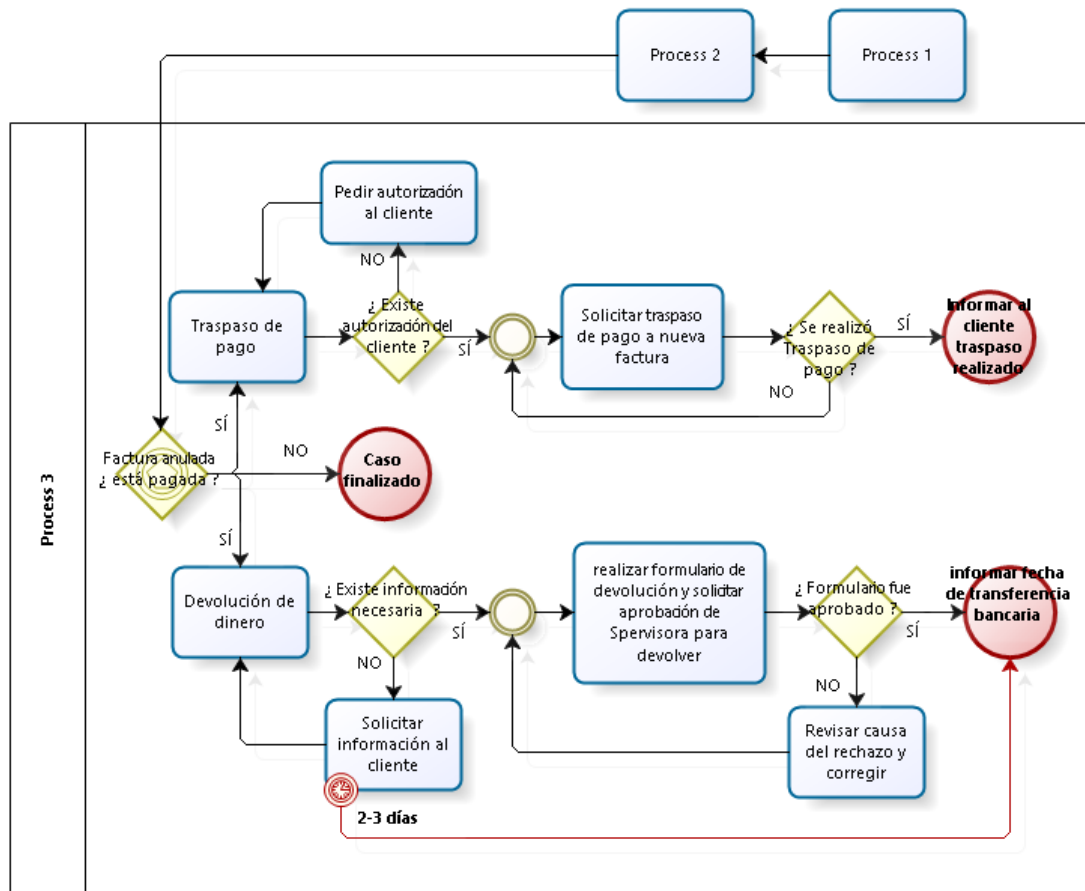 Process 2
Process 1
Process 3
Pedir autorización
al cliente
NO
Traspaso de
pago
¿ Existe
autorización del
cliente ?
SÍ
Solicitar traspaso
de pago a nueva
factura
¿ Se realizó
Traspaso de
pago ?
SÍ
NO
Informar al
cliente
traspaso
realizado
SÍ
Factura anulada
¿ está pagada ?
NO
Caso
finalizado
SÍ
Devolución de
dinero
¿ Existe información
necesaria ?
SÍ
NO
realizar formulario de
devolución y solicitar
aprobación de
Spervisora para
devolver
¿ Formulario fue
aprobado ?
SÍ
NO
informar fecha
de transferencia
bancaria
Solicitar
información al
cliente
2-3 días
Revisar causa
del rechazo y
corregir